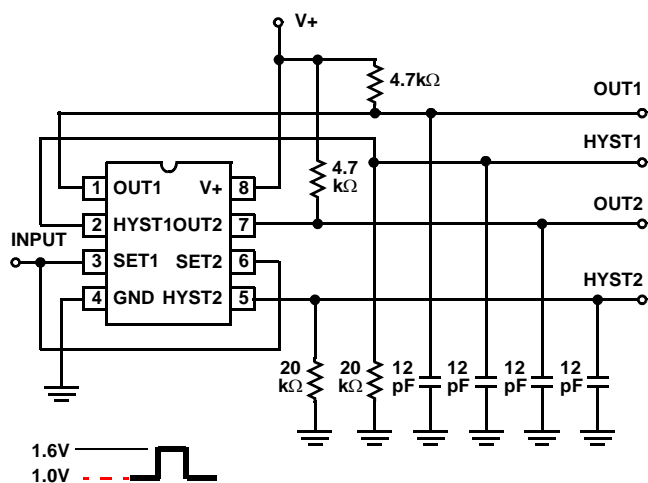 V+
4.7kΩ
OUT1
HYST1
4.7
kΩ
1 OUT1 V+ 8
2 HYST1OUT2 7
OUT2
INPUT
3 SET1 SET2 6
4 GND HYST2 5
HYST2
20
kΩ
20
kΩ
12
pF
12
pF
12
pF
12
pF
1.6V
1.0V